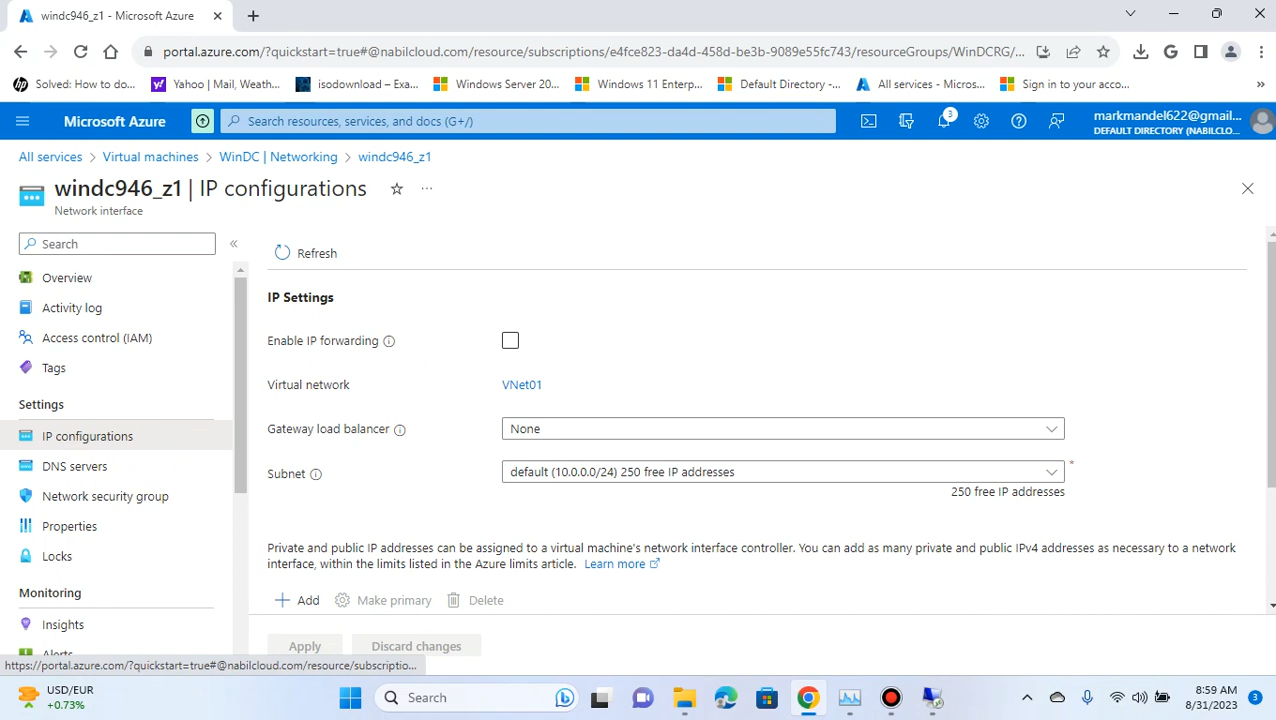 windc946_z1 - Microsoft Azure
portal.azure.com/?quickstart=true#@nabilcloud.com/resource/subscriptions/e4fce823-da4d-458d-be3b-9089e55fc743/resourceGroups/WinDCRG/...
Solved: How to do...
Yahoo | Mail, Weath...
isodownload – Exa...
Windows Server 20...
Windows 11 Enterp...
Default Directory -...
All services - Micros...
Sign in to your acco...
»
Microsoft Azure
Search resources, services, and docs (G+/)
3
markmandel622@gmail....
DEFAULT DIRECTORY (NABILCLO...
All services > Virtual machines > WinDC | Networking > windc946_z1
windc946_z1 | IP configurations
Network interface
Search
«
Overview
Activity log
Access control (IAM)
Tags
Settings
IP configurations
DNS servers
Network security group
Properties
Locks
Monitoring
Insights
Alerts
Refresh
IP Settings
Enable IP forwarding
Virtual network
VNet01
Gateway load balancer
None
Subnet
default (10.0.0.0/24) 250 free IP addresses
*
250 free IP addresses
Private and public IP addresses can be assigned to a virtual machine's network interface controller. You can add as many private and public IPv4 addresses as necessary to a network
interface, within the limits listed in the Azure limits article. Learn more
Add
Make primary
Delete
Apply
Discard changes
https://portal.azure.com/?quickstart=true#@nabilcloud.com/resource/subscriptio...
USD/EUR
+0.73%
Search
8:59 AM
8/31/2023
3